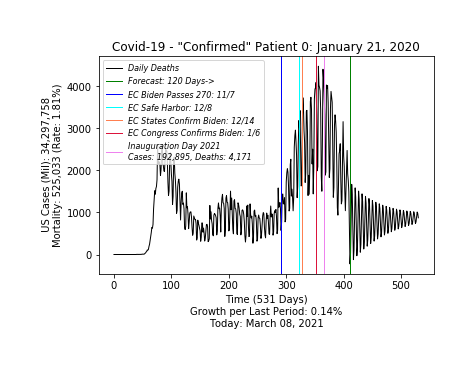 Covid-19 - "Confirmed" Patient 0: January 21, 2020
Daily Deaths
Forecast: 120 Days->
EC Biden Passes 270: 11/7
EC Safe Harbor: 12/8
EC States Confirm Biden: 12/14
EC Congress Confirms Biden: 1/6
Inauguration Day 2021
Cases: 192,895, Deaths: 4,171
US Cases (Mil): 34,297,758
Mortality: 525,033 (Rate: 1.81%)
4000
3000
2000
1000
0
0 100 200 300 400 500
Time (531 Days)
Growth per Last Period: 0.14%
Today: March 08, 2021